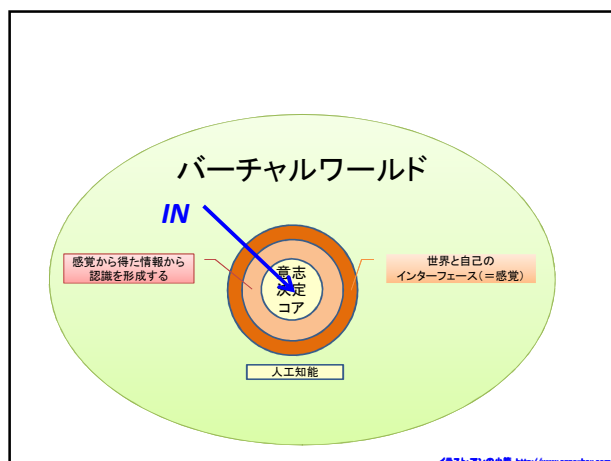 バーチャルワールド
IN
感覚から得た情報から
認識を形成する
意志
決定
コア
世界と自己の
インターフェース(=感覚)
人工知能